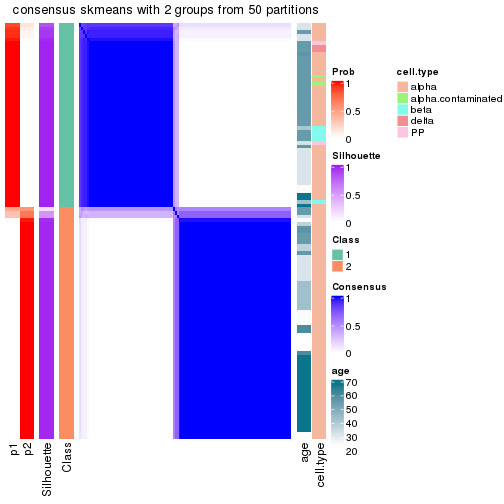 consensus skmeans with 2 groups from 50 partitions
p1
p2
Silhouette
Class
age
cell.type
Prob
1
0.5
0
Silhouette
1
0.5
0
Class
1
2
Consensus
1
0.5
0
age
70
60
50
40
30
20
cell.type
alpha
alpha.contaminated
beta
delta
PP